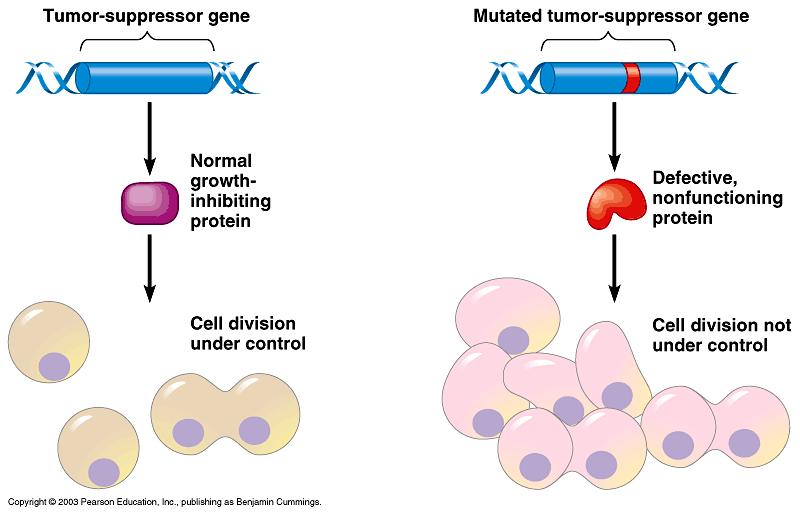 Tumor-suppressor gene
Normal
growth-
inhibiting
protein
Cell division
under control
Mutated tumor-suppressor gene
Defective,
nonfunctioning
protein
Cell division not
under control
Copyright © 2003 Pearson Education, Inc., publishing as Benjamin Cummings.